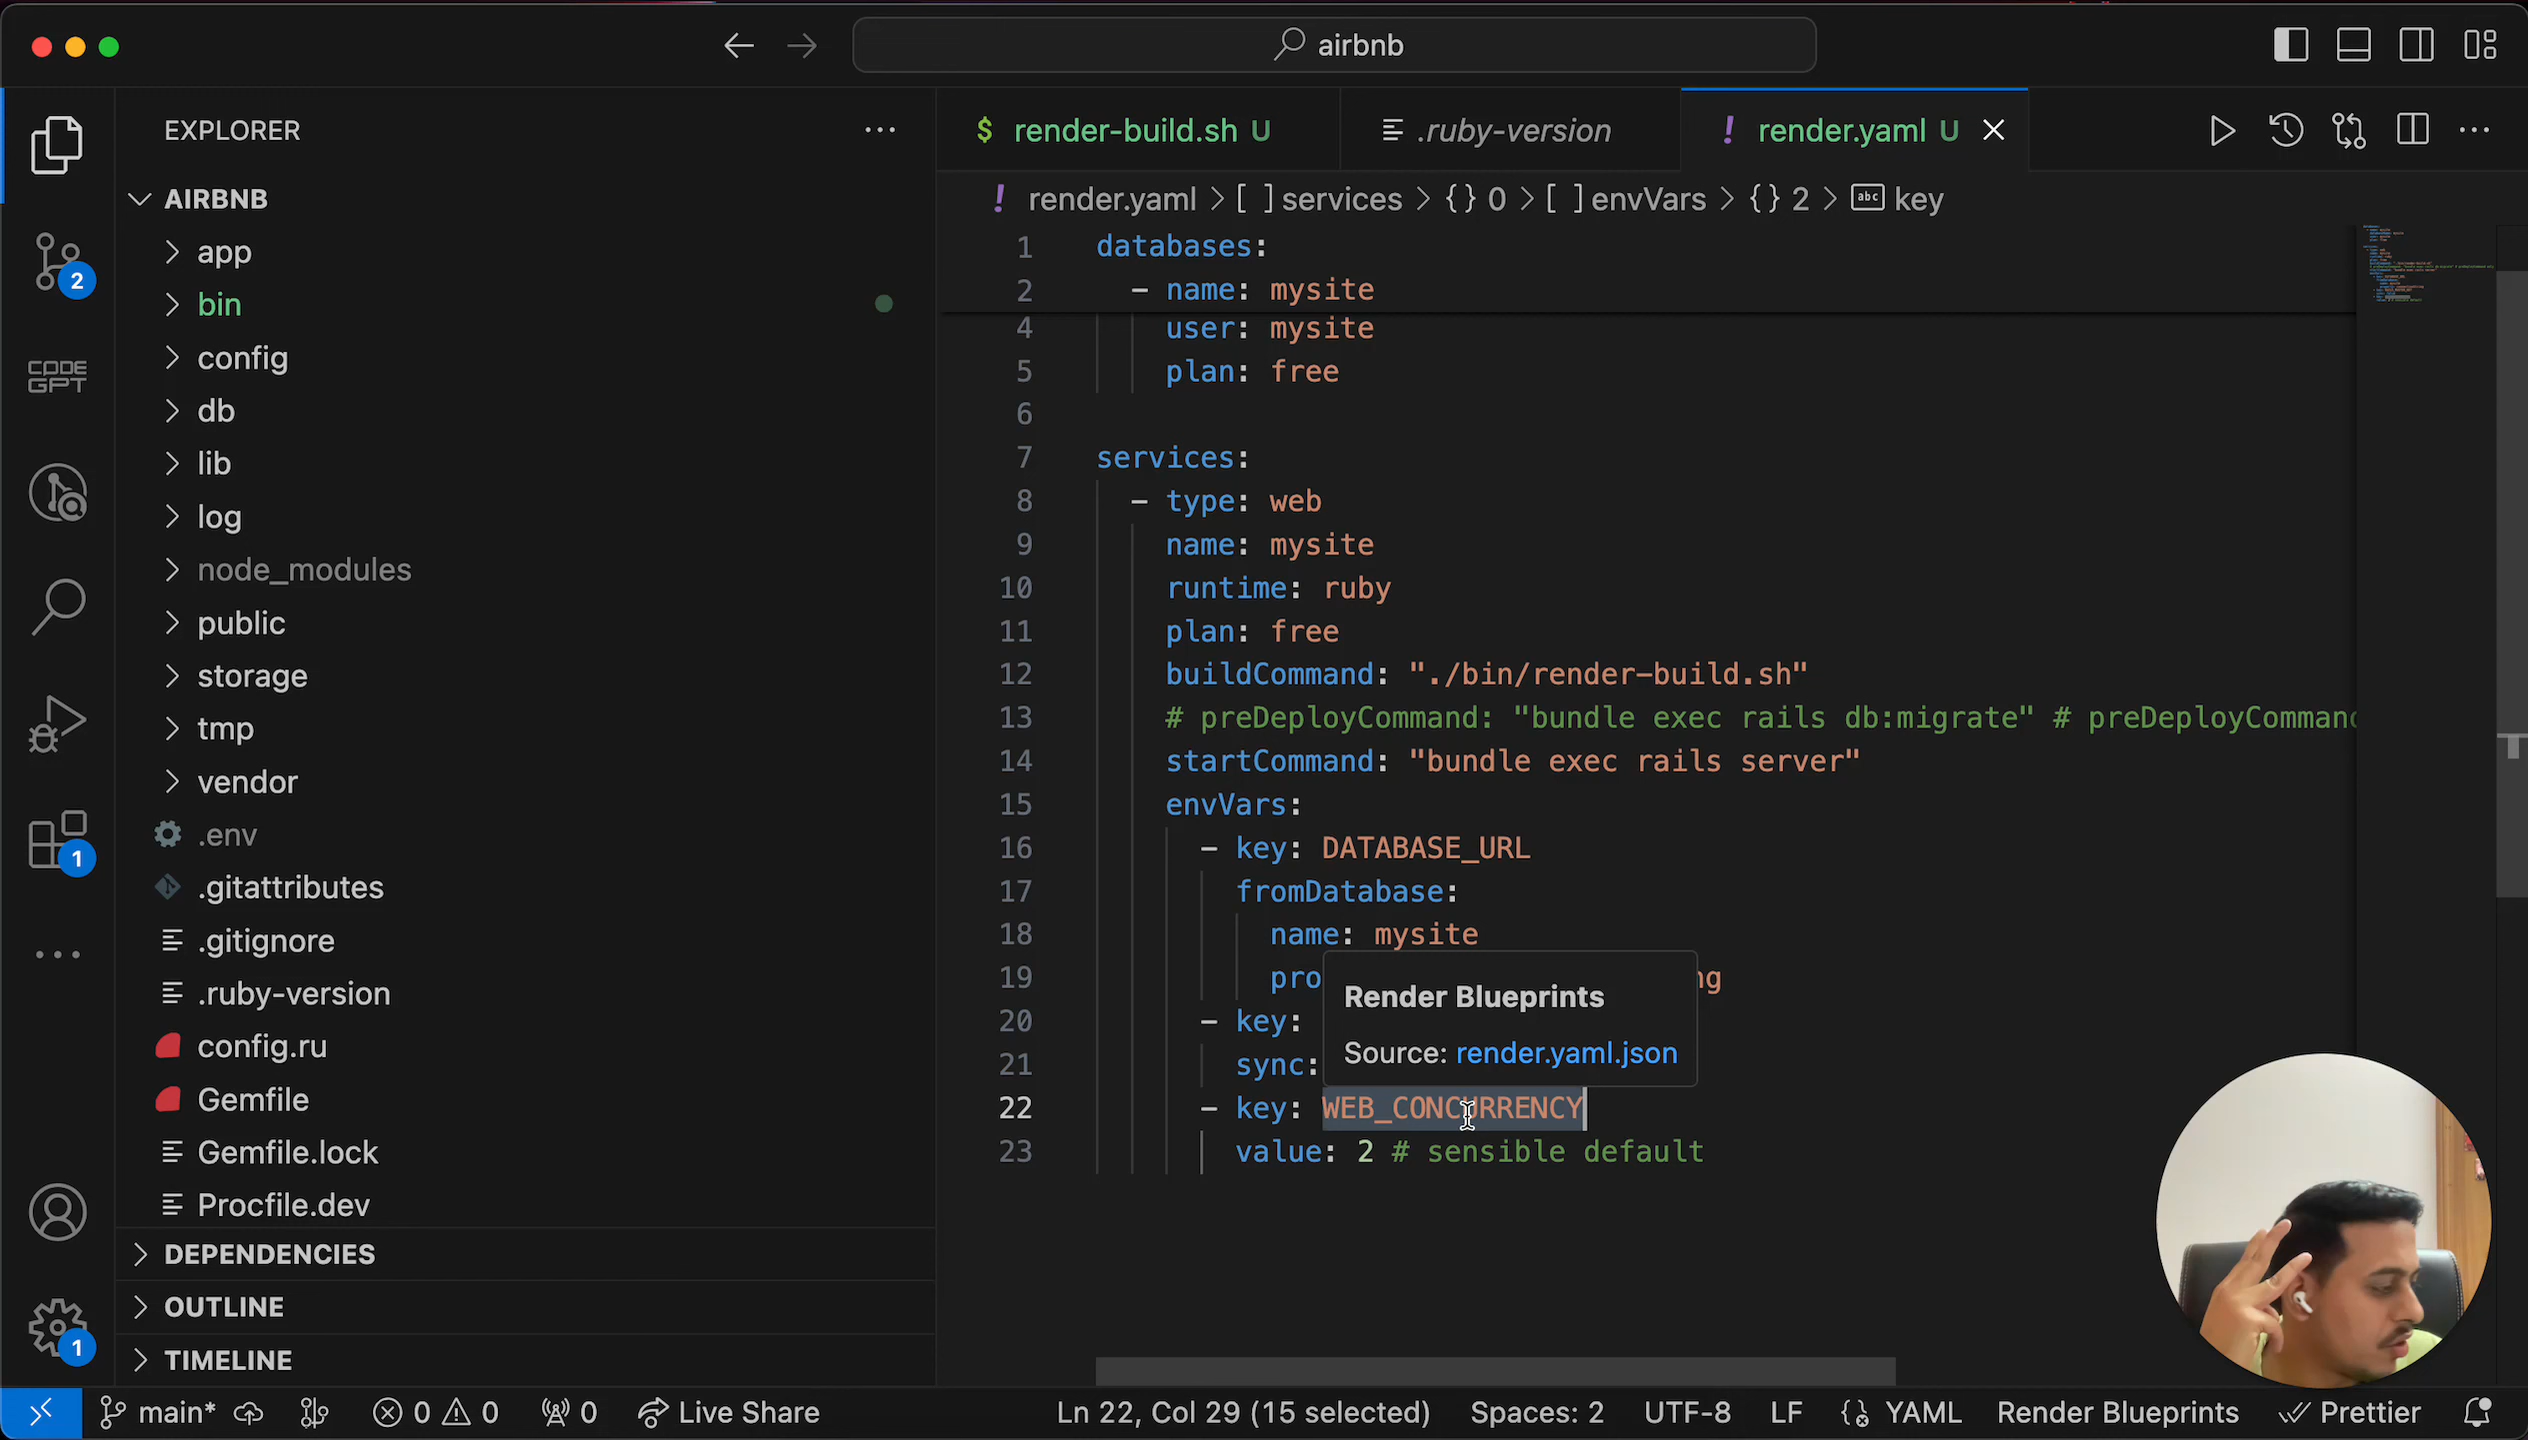 airbnb
EXPLORER
AIRBNB
app
bin
config
db
lib
log
node_modules
public
storage
tmp
vendor
.env
.gitattributes
.gitignore
.ruby-version
config.ru
Gemfile
Gemfile.lock
Procfile.dev
DEPENDENCIES
OUTLINE
TIMELINE
2
CODE
GPT
1
1
$ render-build.sh U
.ruby-version
! render.yaml U
! render.yaml > [ ] services > {} 0 > [ ] envVars > {} 2 > abc key
1 databases:
2 - name: mysite
4 user: mysite
5 plan: free
6
7 services:
8 - type: web
9 name: mysite
10 runtime: ruby
11 plan: free
12 buildCommand: "./bin/render-build.sh"
13 # preDeployCommand: "bundle exec rails db:migrate" # preDeployCommand
14 startCommand: "bundle exec rails server"
15 envVars:
16 - key: DATABASE_URL
17 fromDatabase:
18 name: mysite
19 pro ng
20 - key:
21 sync:
22 - key: WEB_CONCURRENCY
23 value: 2 # sensible default
Render Blueprints
Source: render.yaml.json
main* 0 0 0 Live Share Ln 22, Col 29 (15 selected) Spaces: 2 UTF-8 LF {} YAML Render Blueprints Prettier